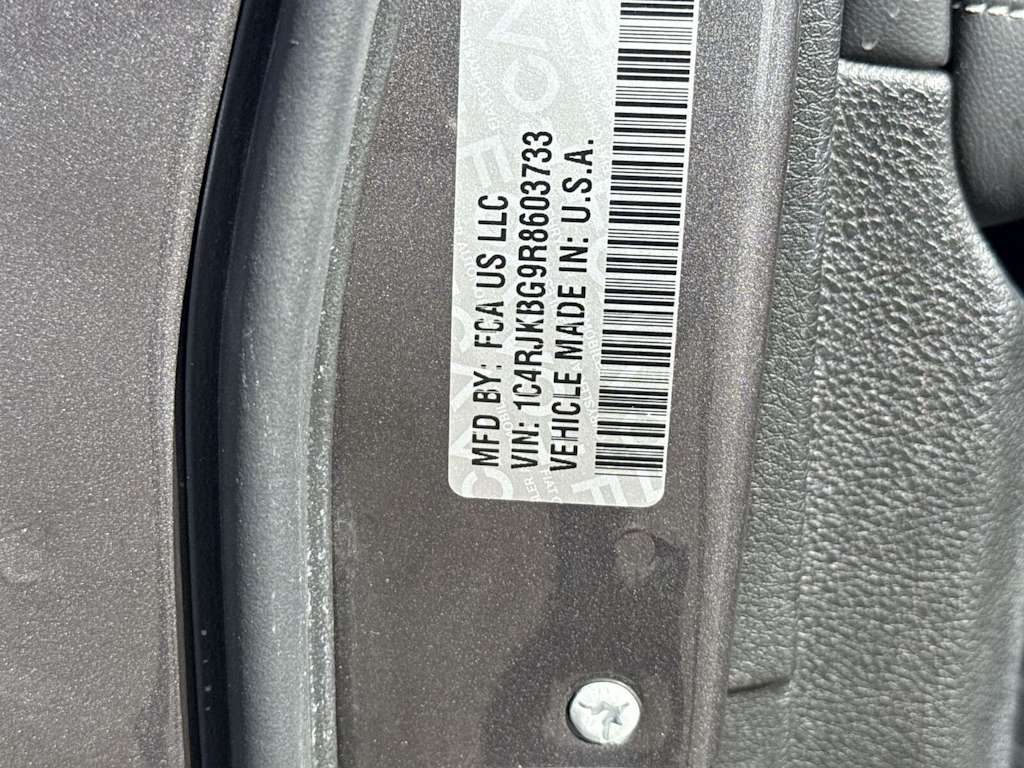 MFD BY: FCA US LLC
VIN: 1C4RJKBG9R8603733
VEHICLE MADE IN: U.S.A.